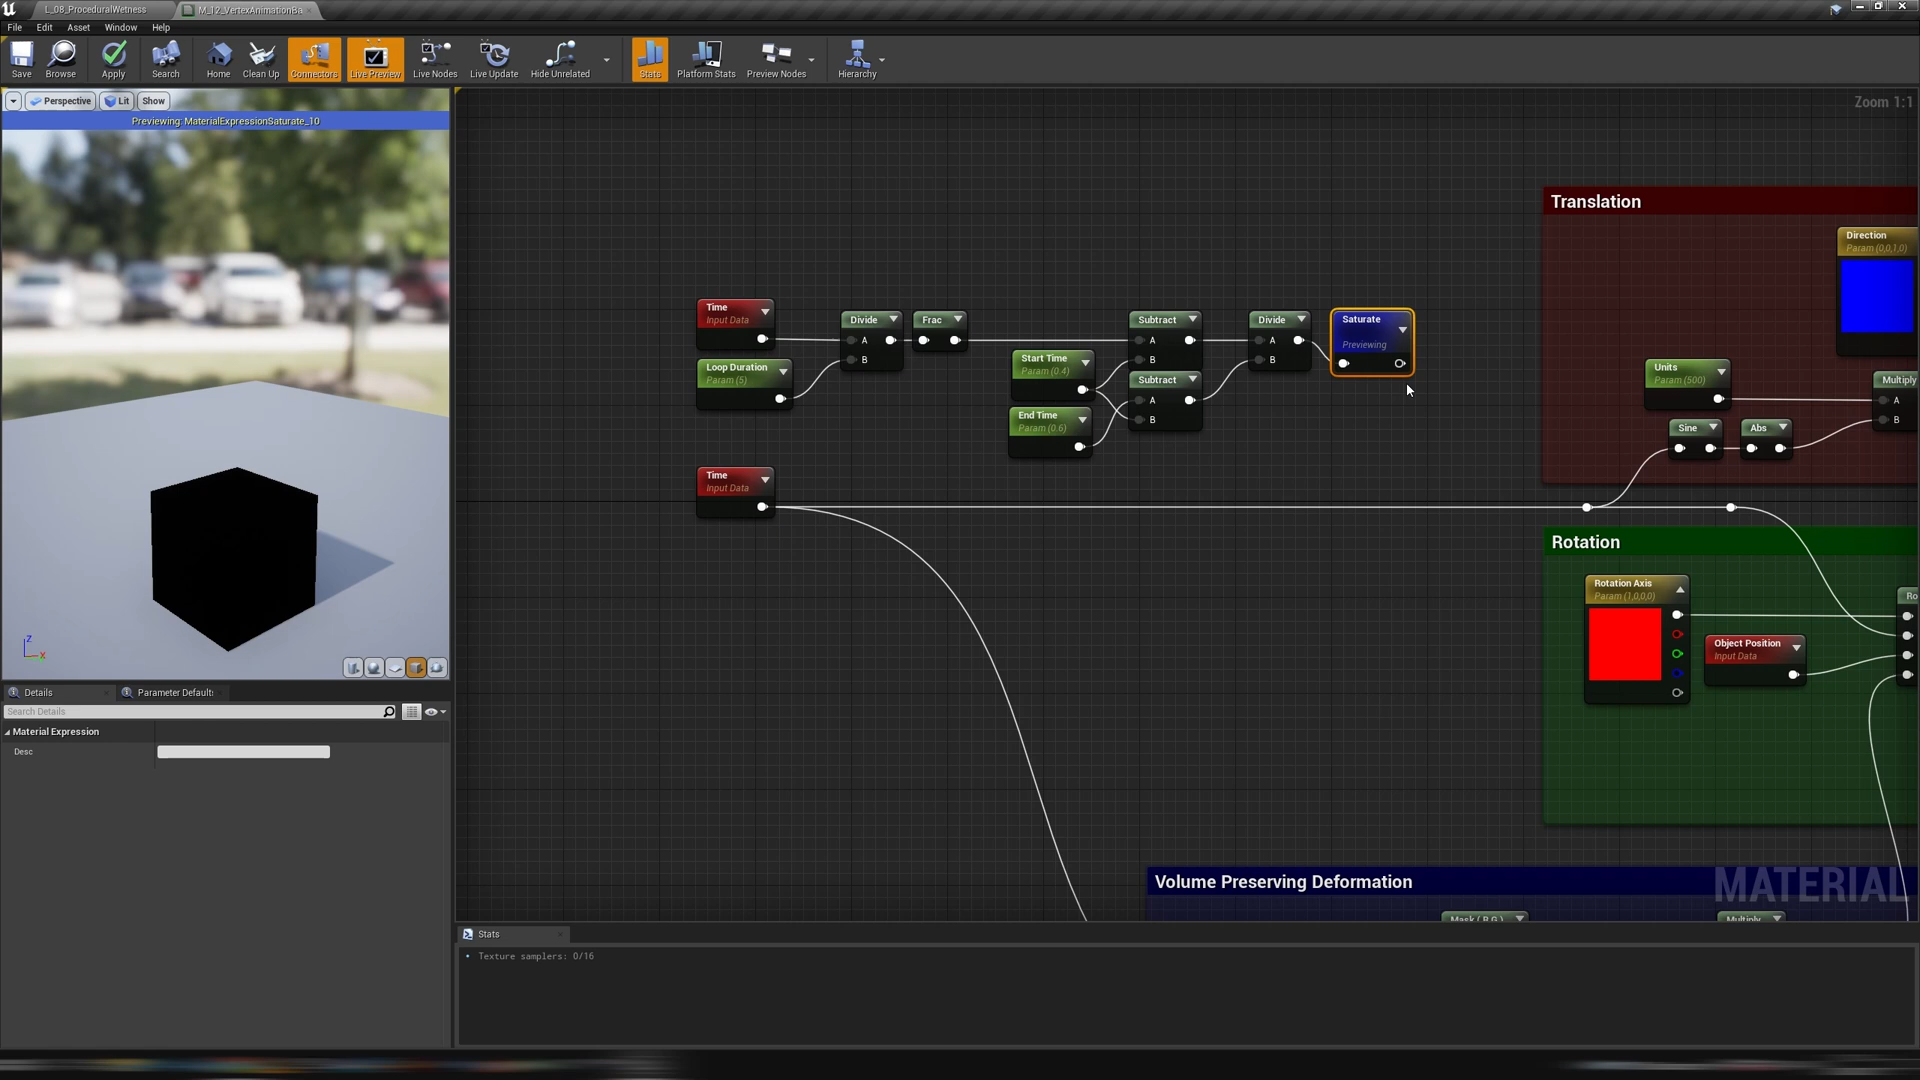 L_08_ProceduralWetness
M_12_VertexAnimationBa
File Edit Asset Window Help
Save Browse Apply Search Home Clean Up Connectors Live Preview Live Nodes Live Update Hide Unrelated Stats Platform Stats Preview Nodes Hierarchy
Perspective Lit Show
Zoom 1:1
Previewing: MaterialExpressionSaturate_10
Translation
Direction
Param (0,0,1,0)
Time
Input Data
Divide
A
B
Frac
Subtract
A
B
Divide
A
B
Saturate
Previewing
Start Time
Param (0.4)
Loop Duration
Param (5)
Subtract
A
B
End Time
Param (0.6)
Units
Param (500)
Multiply
A
B
Sine
Abs
Time
Input Data
Rotation
Rotation Axis
Param (1,0,0,0)
Ro
Object Position
Input Data
Z
X
Details
Parameter Default
Search Details
Material Expression
Desc
Volume Preserving Deformation
MATERIAL
Mask ( R G )
Multiply
Stats
Texture samplers: 0/16